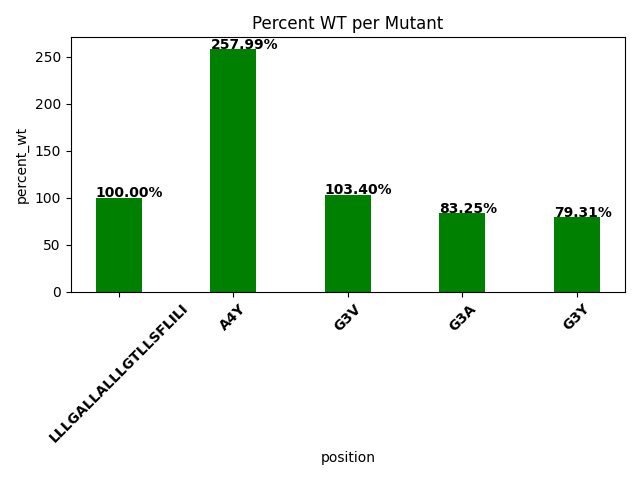 Percent WT per Mutant
percent_wt
250
200
150
100
50
0
100.00%
257.99%
103.40%
83.25%
79.31%
LLLGALLALLLGTLLSFLILI
A4Y
G3V
G3A
G3Y
position